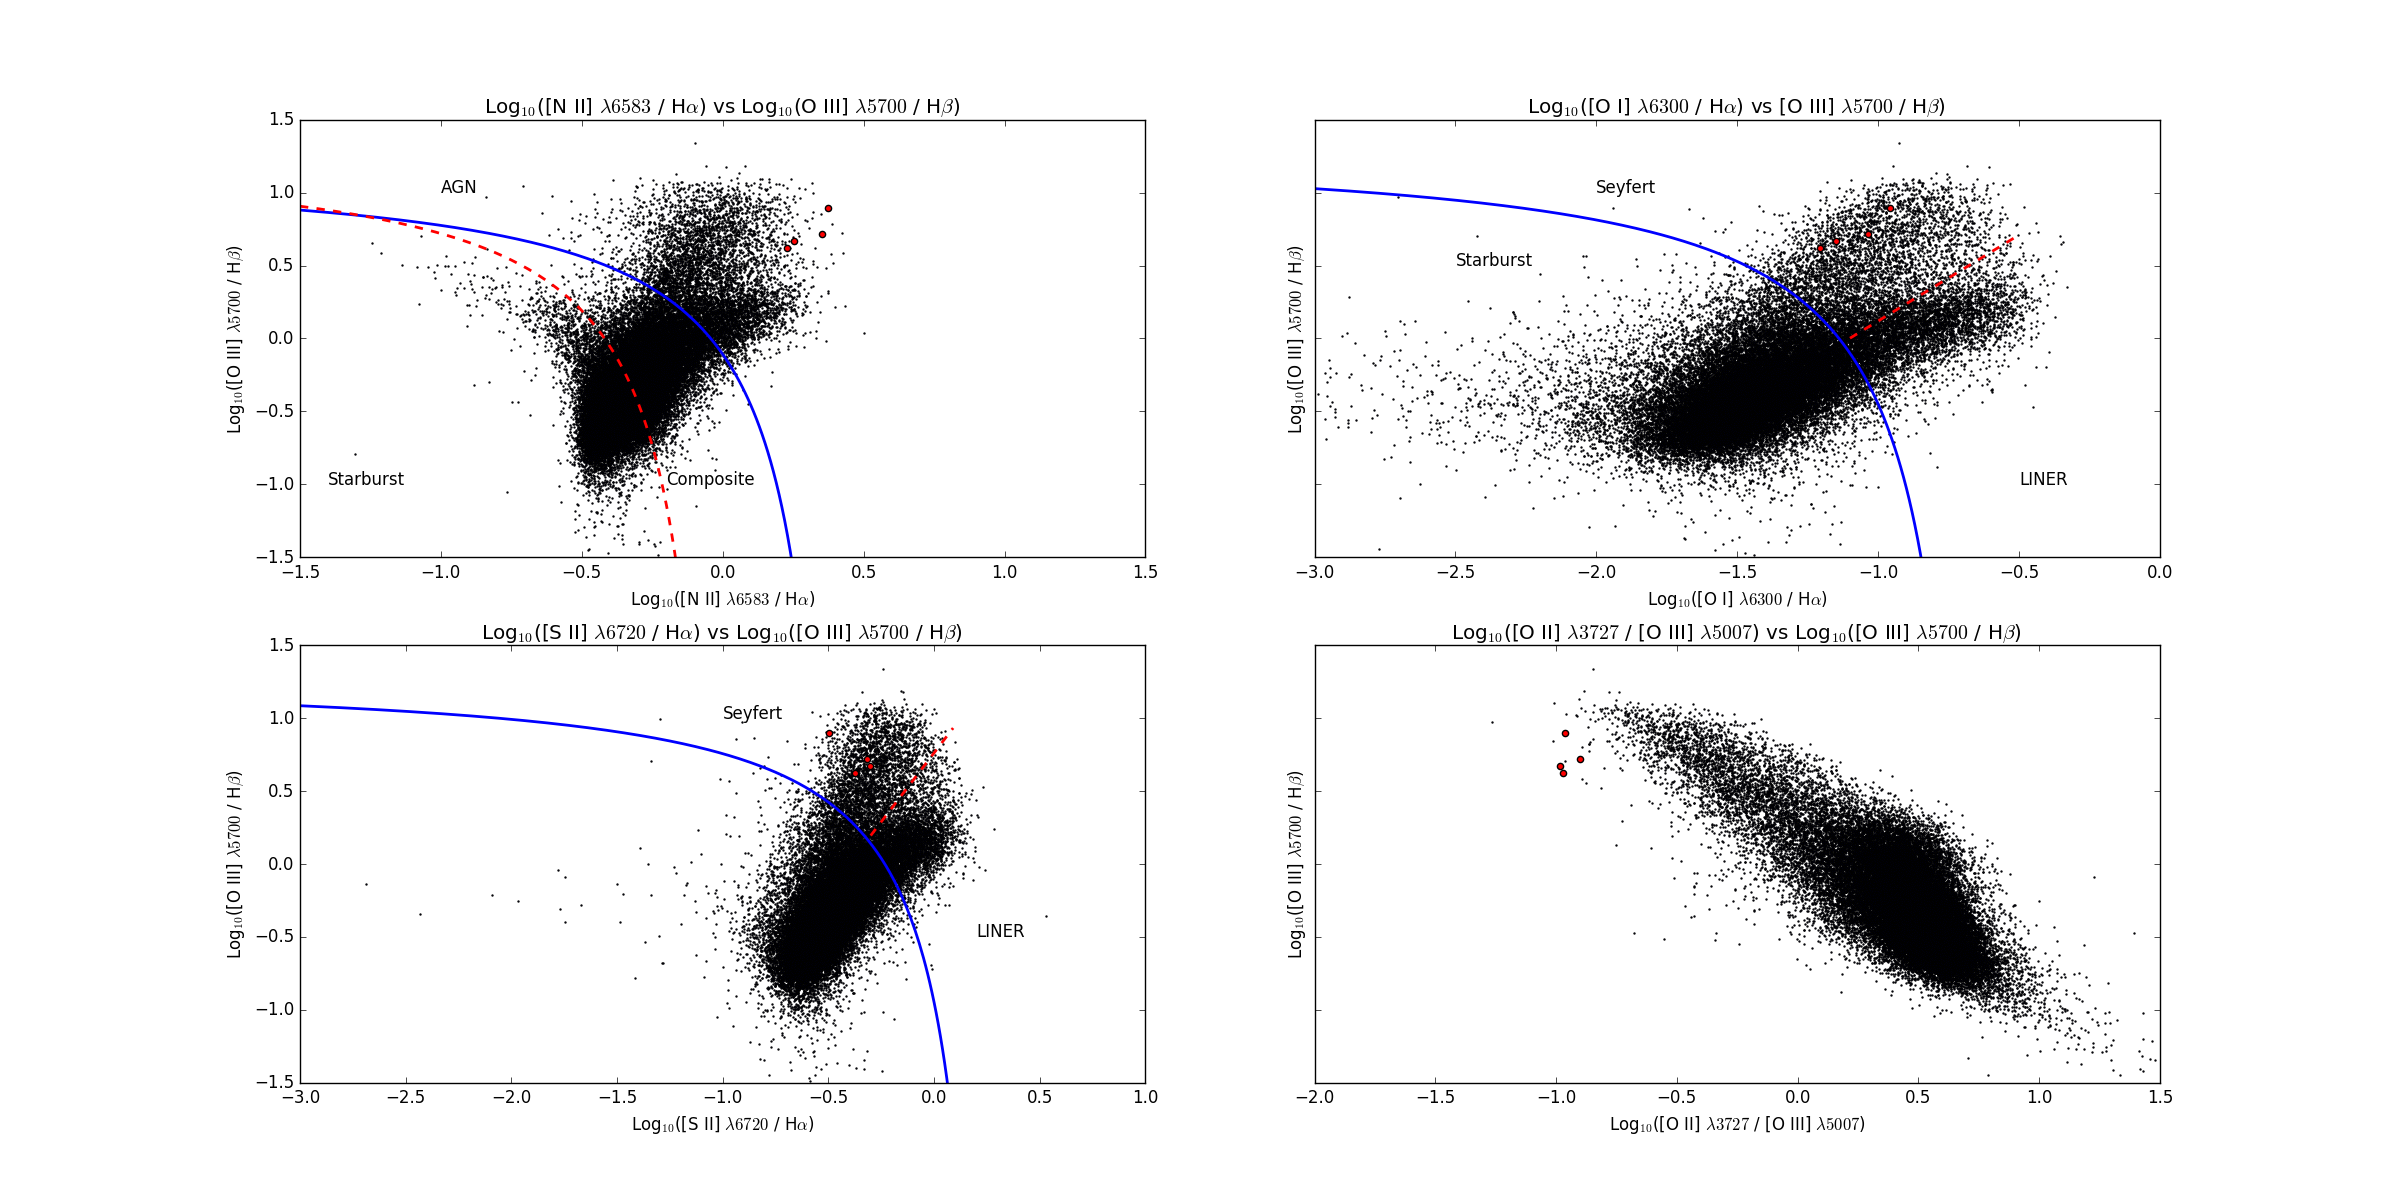 Log₁₀([N II] λ6583 / Hα) vs Log₁₀(O III] λ5700 / Hβ)
1.5
1.0
0.5
0.0
−0.5
−1.0
−1.5
Log₁₀([O III] λ5700 / Hβ)
AGN
Starburst
Composite
−1.5 −1.0 −0.5 0.0 0.5 1.0 1.5
Log₁₀([N II] λ6583 / Hα)
Log₁₀([O I] λ6300 / Hα) vs [O III] λ5700 / Hβ)
Log₁₀([O III] λ5700 / Hβ)
Seyfert
Starburst
LINER
−3.0 −2.5 −2.0 −1.5 −1.0 −0.5 0.0
Log₁₀([O I] λ6300 / Hα)
Log₁₀([S II] λ6720 / Hα) vs Log₁₀([O III] λ5700 / Hβ)
1.5
1.0
0.5
0.0
−0.5
−1.0
−1.5
Log₁₀([O III] λ5700 / Hβ)
Seyfert
LINER
−3.0 −2.5 −2.0 −1.5 −1.0 −0.5 0.0 0.5 1.0
Log₁₀([S II] λ6720 / Hα)
Log₁₀([O II] λ3727 / [O III] λ5007) vs Log₁₀([O III] λ5700 / Hβ)
Log₁₀([O III] λ5700 / Hβ)
−2.0 −1.5 −1.0 −0.5 0.0 0.5 1.0 1.5
Log₁₀([O II] λ3727 / [O III] λ5007)